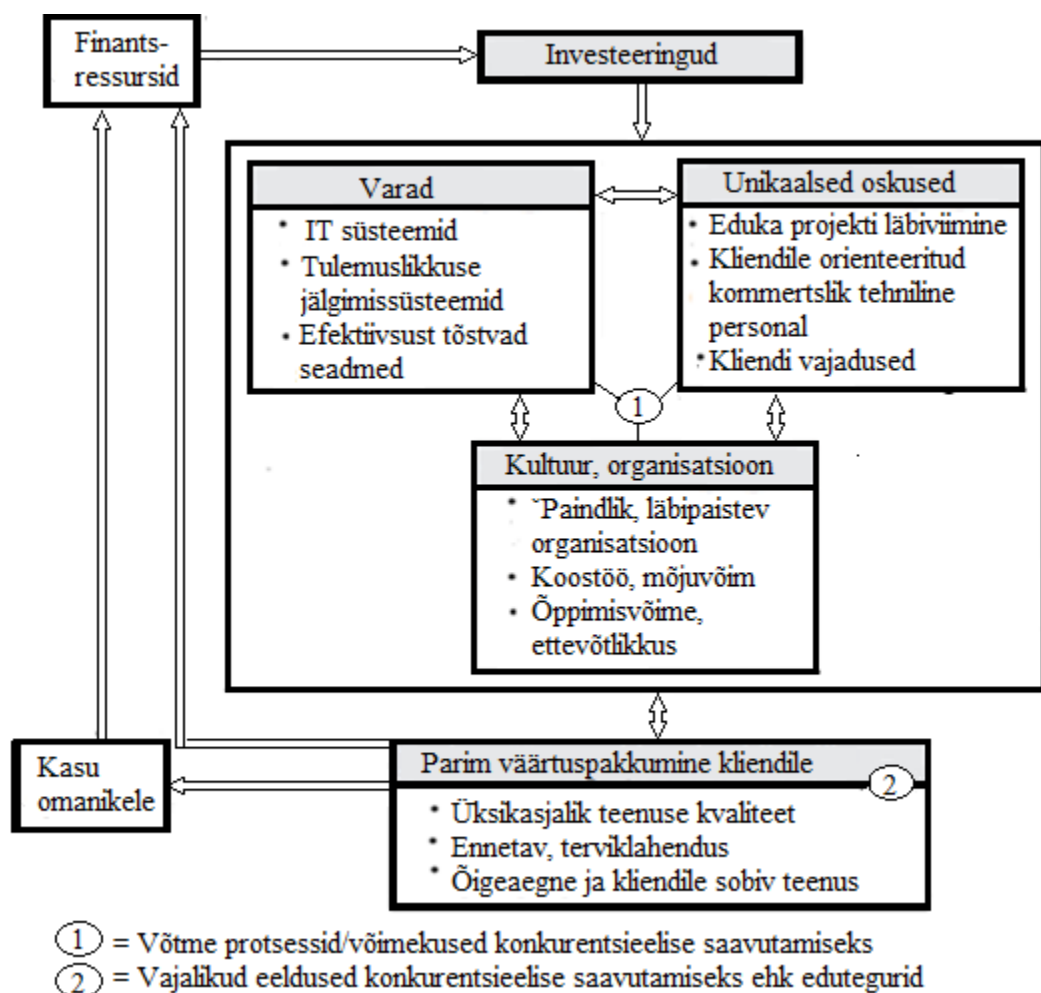 Finants-
ressursid
Investeeringud
Varad
• IT süsteemid
• Tulemuslikkuse
jälgimissüsteemid
• Efektiivsust tõstvad
seadmed
Unikaalsed oskused
• Eduka projekti läbiviimine
• Kliendile orienteeritud
kommertslik tehniline
personal
• Kliendi vajadused
1
Kultuur, organisatsioon
• ˜Paindlik, läbipaistev
organisatsioon
• Koostöö, mõjuvõim
• Õppimisvõime,
ettevõtlikkus
Kasu
omanikele
Parim väärtuspakkumine kliendile
2
• Üksikasjalik teenuse kvaliteet
• Ennetav, terviklahendus
• Õigeaegne ja kliendile sobiv teenus
1 = Võtme protsessid/võimekused konkurentsieelise saavutamiseks
2 = Vajalikud eeldused konkurentsieelise saavutamiseks ehk edutegurid